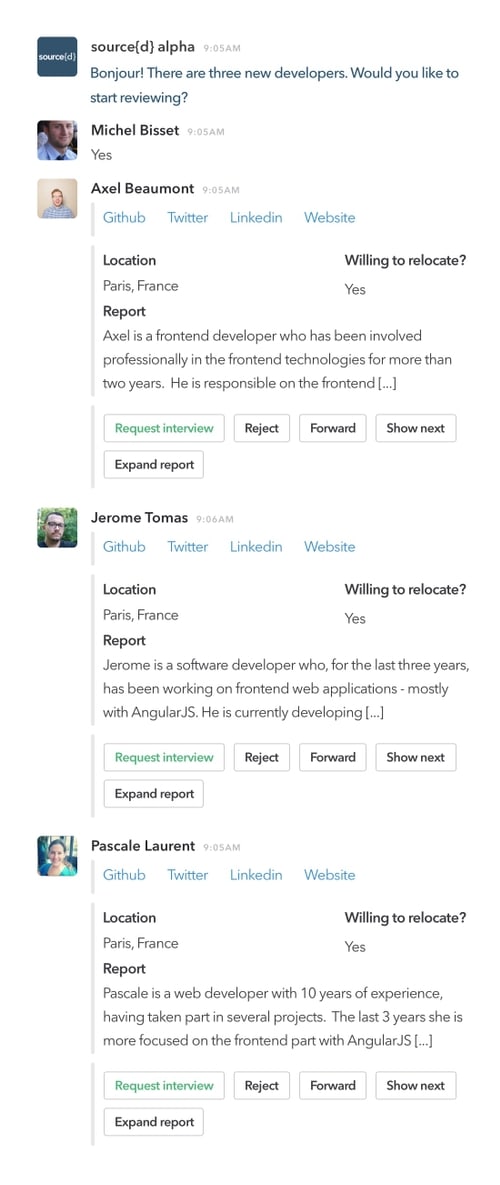 source{d}
source{d} alpha 9:05AM
Bonjour! There are three new developers. Would you like to
start reviewing?
Michel Bisset 9:05AM
Yes
Axel Beaumont 9:05AM
Github Twitter Linkedin Website
Location Willing to relocate?
Paris, France Yes
Report
Axel is a frontend developer who has been involved
professionally in the frontend technologies for more than
two years. He is responsible on the frontend [...]
Request interview Reject Forward Show next
Expand report
Jerome Tomas 9:06AM
Github Twitter Linkedin Website
Location Willing to relocate?
Paris, France Yes
Report
Jerome is a software developer who, for the last three years,
has been working on frontend web applications - mostly
with AngularJS. He is currently developing [...]
Request interview Reject Forward Show next
Expand report
Pascale Laurent 9:05AM
Github Twitter Linkedin Website
Location Willing to relocate?
Paris, France Yes
Report
Pascale is a web developer with 10 years of experience,
having taken part in several projects. The last 3 years she is
more focused on the frontend part with AngularJS [...]
Request interview Reject Forward Show next
Expand report